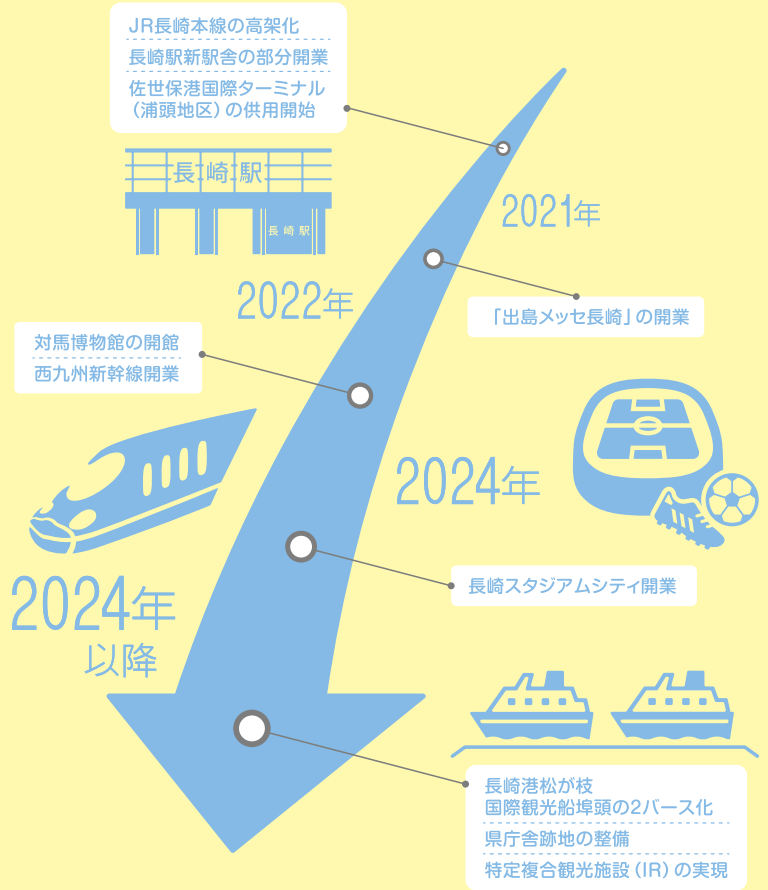 JR長崎本線の高架化
長崎駅新駅舎の部分開業
佐世保港国際ターミナル
（浦頭地区）の供用開始
長崎駅
長崎駅
2021年
「出島メッセ長崎」の開業
2022年
対馬博物館の開館
西九州新幹線開業
2024年
長崎スタジアムシティ開業
2024年
以降
長崎港松が枝
国際観光船埠頭の2バース化
県庁舎跡地の整備
特定複合観光施設（IR）の実現